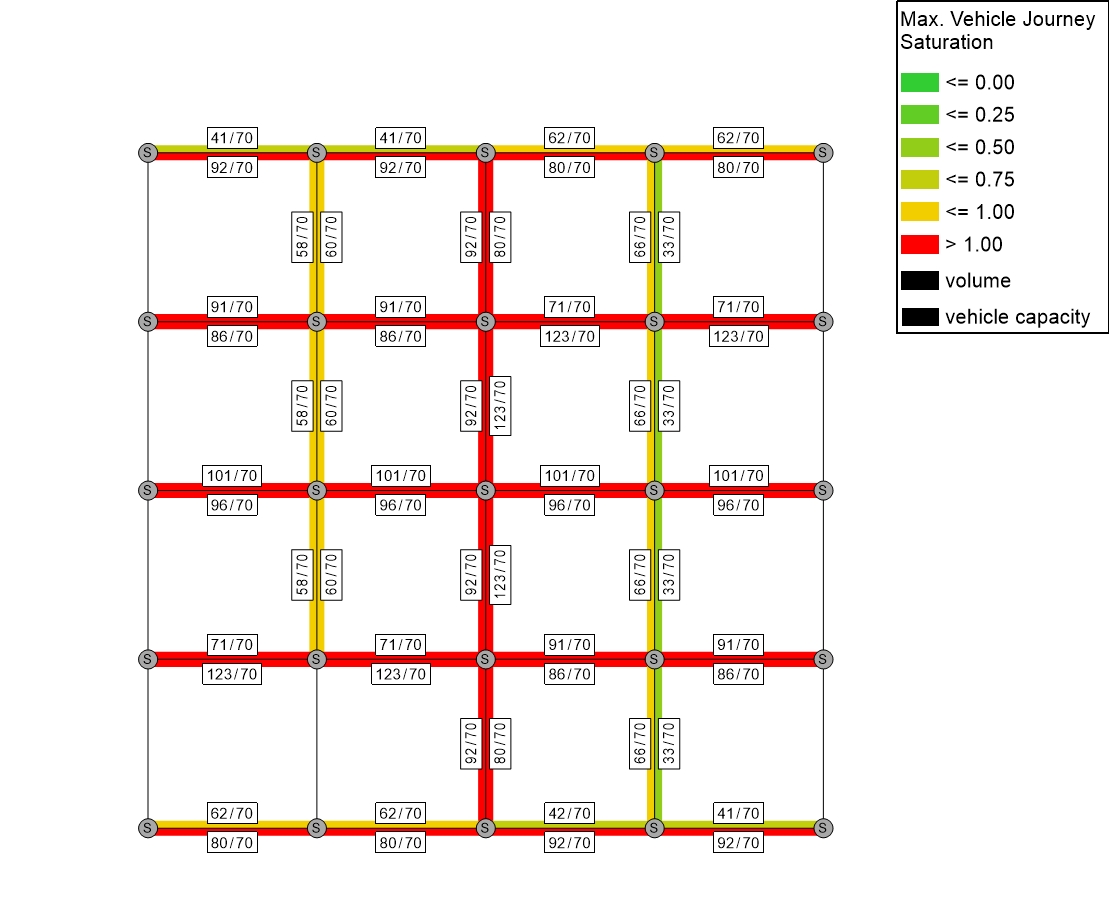 Max. Vehicle Journey
Saturation
<= 0.00
<= 0.25
<= 0.50
<= 0.75
<= 1.00
> 1.00
volume
vehicle capacity
41/70 41/70 62/70 62/70
S S S S S
92/70 92/70 80/70 80/70
58/70 60/70 92/70 80/70 66/70 33/70
91/70 91/70 71/70 71/70
S S S S S
86/70 86/70 123/70 123/70
58/70 60/70 92/70 123/70 66/70 33/70
101/70 101/70 101/70 101/70
S S S S S
96/70 96/70 96/70 96/70
58/70 60/70 92/70 123/70 66/70 33/70
71/70 71/70 91/70 91/70
S S S S S
123/70 123/70 86/70 86/70
92/70 80/70 66/70 33/70
62/70 62/70 42/70 41/70
S S S S S
80/70 80/70 92/70 92/70